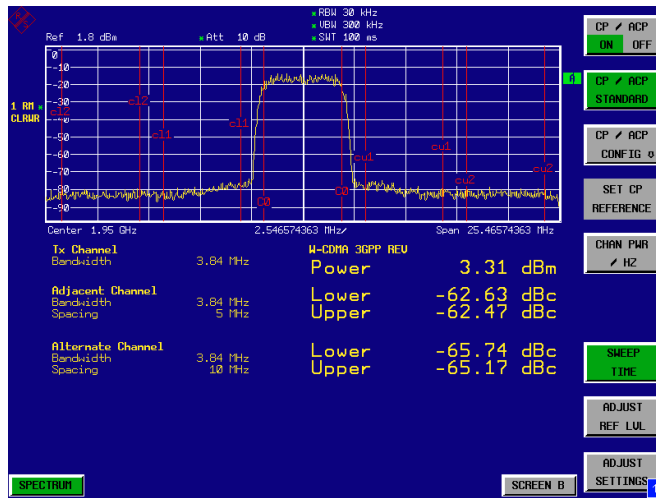 * RBW 30 kHz
* VBW 300 kHz
Ref 1.8 dBm * Att 10 dB * SWT 100 ms
0
-10
-20
-30
-40
-50
-60
-70
-80
-90
1 RM *
CLRWR
A
cl2
cl2
cl1
cl1
C0
C0
cu1
cu1
cu2
cu2
Center 1.95 GHz 2.546574363 MHz/ Span 25.46574363 MHz
Tx Channel W-CDMA 3GPP REV
Bandwidth 3.84 MHz Power 3.31 dBm
Adjacent Channel Lower -62.63 dBc
Bandwidth 3.84 MHz Upper -62.47 dBc
Spacing 5 MHz
Alternate Channel Lower -65.74 dBc
Bandwidth 3.84 MHz Upper -65.17 dBc
Spacing 10 MHz
SPECTRUM SCREEN B
CP / ACP
ON OFF
CP / ACP
STANDARD
CP / ACP
CONFIG
SET CP
REFERENCE
CHAN PWR
/ HZ
SWEEP
TIME
ADJUST
REF LVL
ADJUST
SETTINGS